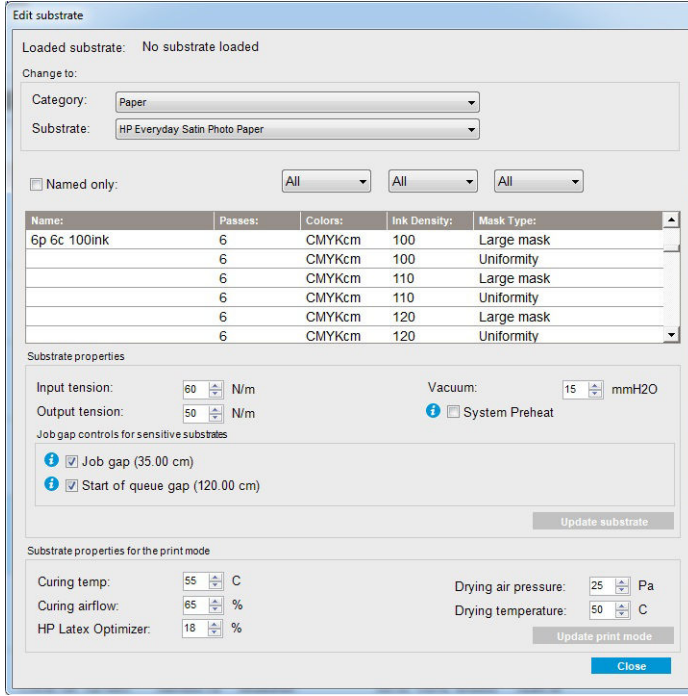 Edit substrate
Loaded substrate: No substrate loaded
Change to:
Category: Paper
Substrate: HP Everyday Satin Photo Paper
Named only: All All All
Name: Passes: Colors: Ink Density: Mask Type:
6p 6c 100ink 6 CMYKcm 100 Large mask
6 CMYKcm 100 Uniformity
6 CMYKcm 110 Large mask
6 CMYKcm 110 Uniformity
6 CMYKcm 120 Large mask
6 CMYKcm 120 Uniformity
Substrate properties
Input tension: 60 N/m Vacuum: 15 mmH2O
Output tension: 50 N/m System Preheat
Job gap controls for sensitive substrates
Job gap (35.00 cm)
Start of queue gap (120.00 cm)
Update substrate
Substrate properties for the print mode
Curing temp: 55 C Drying air pressure: 25 Pa
Curing airflow: 65 % Drying temperature: 50 C
HP Latex Optimizer: 18 % Update print mode
Close